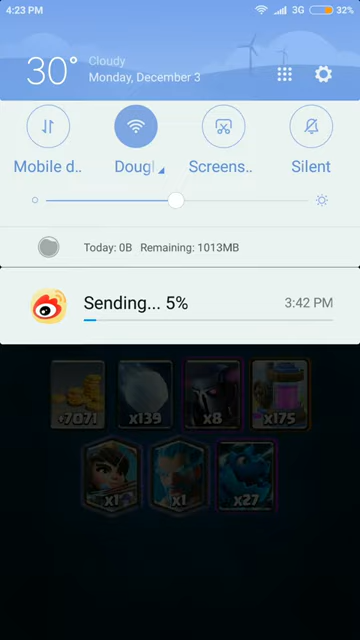 4:23 PM
3G
32%
30°
Cloudy
Monday, December 3
Mobile d..
Dougl
Screens..
Silent
Today: 0B Remaining: 1013MB
Sending... 5%
3:42 PM
+7071
x139
x8
x175
x1
x1
x27